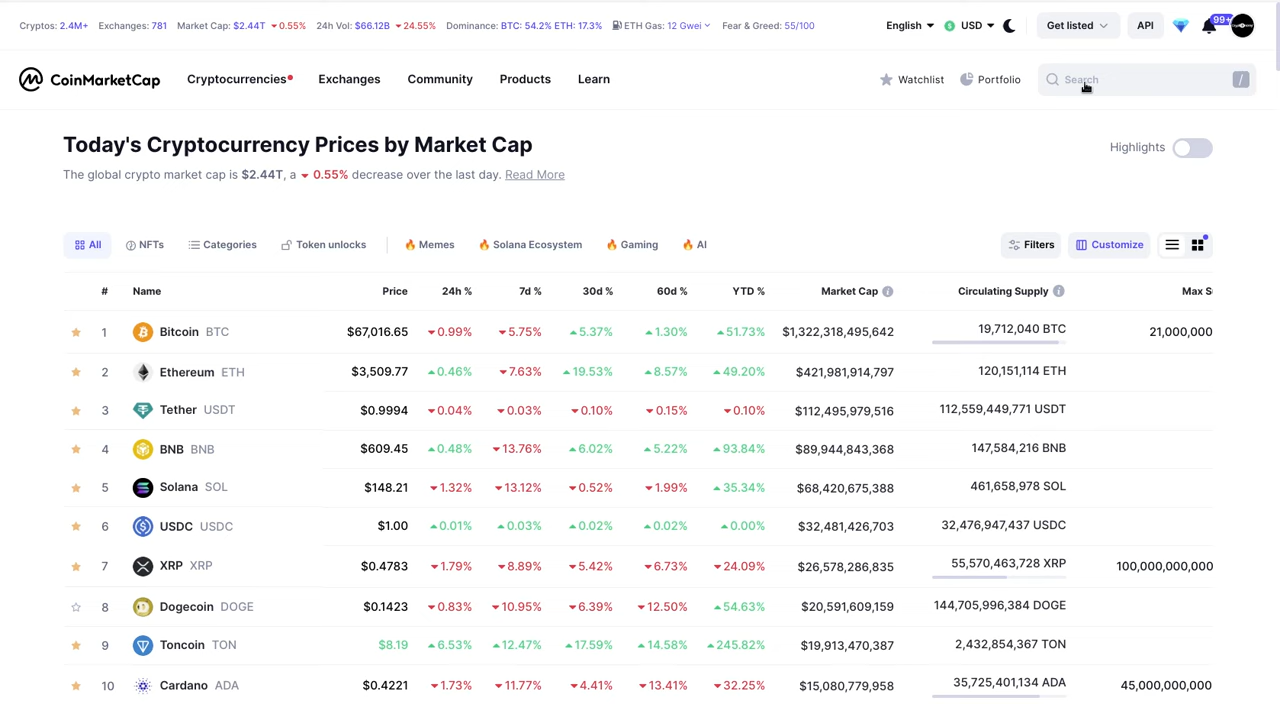 Cryptos: 2.4M+ Exchanges: 781 Market Cap: $2.44T 0.55% 24h Vol: $66.12B 24.55% Dominance: BTC: 54.2% ETH: 17.3% ETH Gas: 12 Gwei Fear & Greed: 55/100 English USD Get listed API 99+
CoinMarketCap Cryptocurrencies Exchanges Community Products Learn Watchlist Portfolio Search /
Today's Cryptocurrency Prices by Market Cap Highlights
The global crypto market cap is $2.44T, a 0.55% decrease over the last day. Read More
All NFTs Categories Token unlocks Memes Solana Ecosystem Gaming AI Filters Customize
# Name Price 24h % 7d % 30d % 60d % YTD % Market Cap Circulating Supply Max S
1 Bitcoin BTC $67,016.65 0.99% 5.75% 5.37% 1.30% 51.73% $1,322,318,495,642 19,712,040 BTC 21,000,000
2 Ethereum ETH $3,509.77 0.46% 7.63% 19.53% 8.57% 49.20% $421,981,914,797 120,151,114 ETH
3 Tether USDT $0.9994 0.04% 0.03% 0.10% 0.15% 0.10% $112,495,979,516 112,559,449,771 USDT
4 BNB BNB $609.45 0.48% 13.76% 6.02% 5.22% 93.84% $89,944,843,368 147,584,216 BNB
5 Solana SOL $148.21 1.32% 13.12% 0.52% 1.99% 35.34% $68,420,675,388 461,658,978 SOL
6 USDC USDC $1.00 0.01% 0.03% 0.02% 0.02% 0.00% $32,481,426,703 32,476,947,437 USDC
7 XRP XRP $0.4783 1.79% 8.89% 5.42% 6.73% 24.09% $26,578,286,835 55,570,463,728 XRP 100,000,000,000
8 Dogecoin DOGE $0.1423 0.83% 10.95% 6.39% 12.50% 54.63% $20,591,609,159 144,705,996,384 DOGE
9 Toncoin TON $8.19 6.53% 12.47% 17.59% 14.58% 245.82% $19,913,470,387 2,432,854,367 TON
10 Cardano ADA $0.4221 1.73% 11.77% 4.41% 13.41% 32.25% $15,080,779,958 35,725,401,134 ADA 45,000,000,000